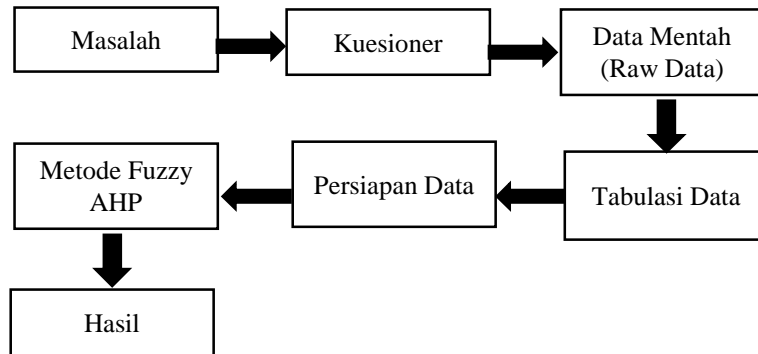 Masalah
Kuesioner
Data Mentah
(Raw Data)
Tabulasi Data
Persiapan Data
Metode Fuzzy
AHP
Hasil